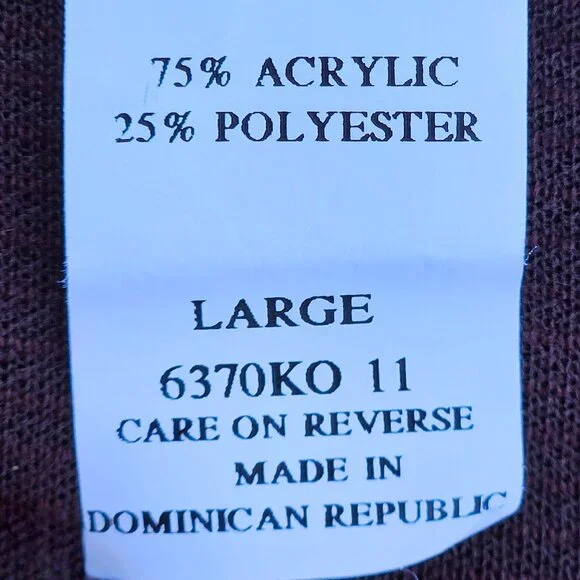 75% ACRYLIC
25% POLYESTER
LARGE
6370KO 11
CARE ON REVERSE
MADE IN
DOMINICAN REPUBLIC